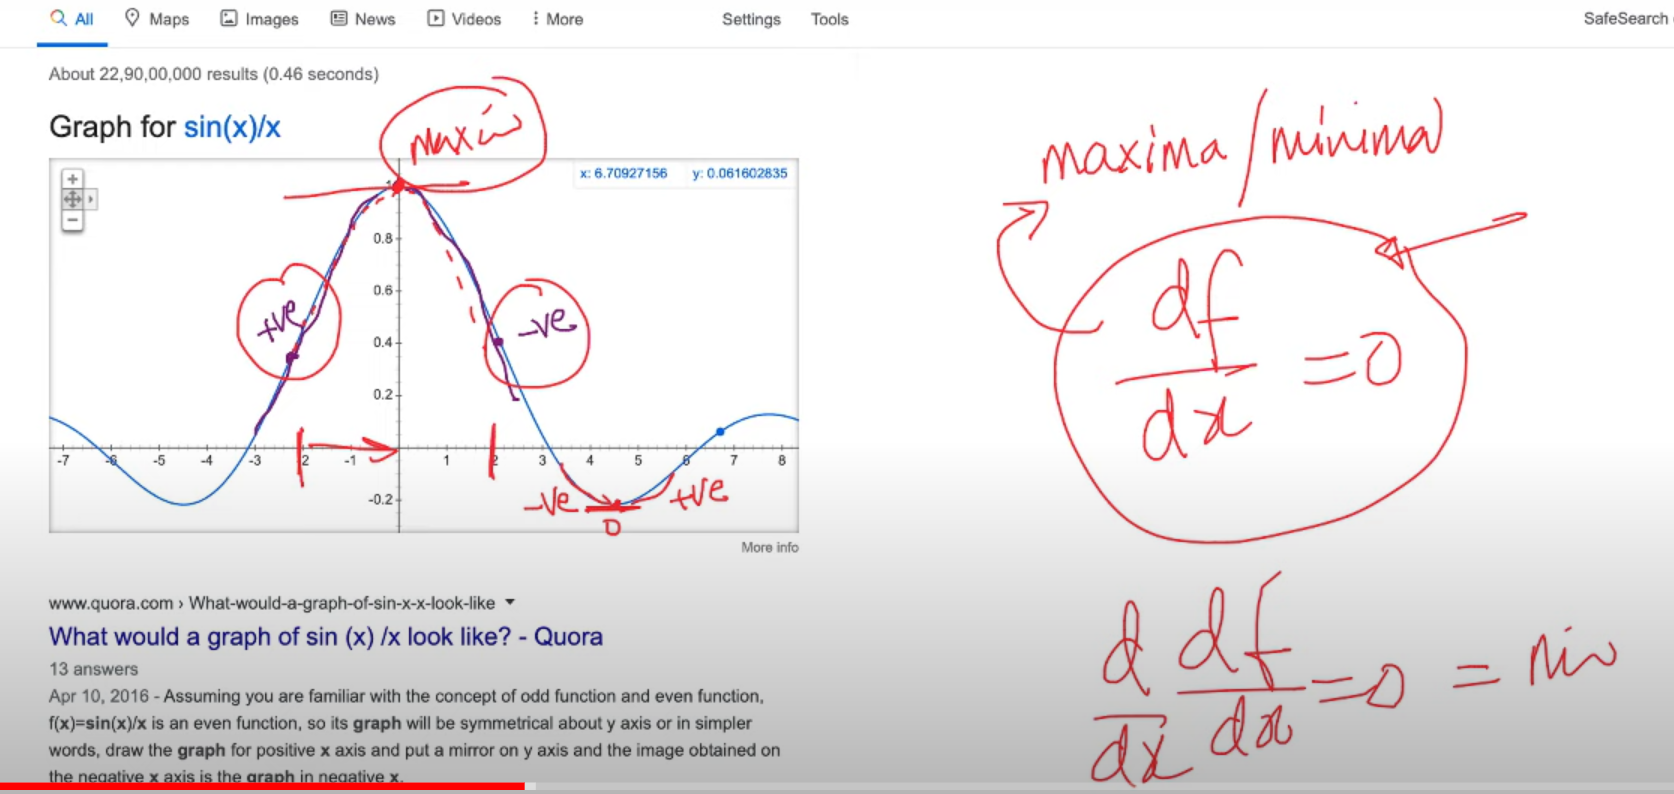 All Maps Images News Videos More Settings Tools SafeSearch
About 22,90,00,000 results (0.46 seconds)
Graph for sin(x)/x
maxima/minima
x: 6.70927156 y: 0.061602835
1
0.8
0.6
0.4
0.2
-0.2
+ve
-ve
-7 -6 -5 -4 -3 -2 -1 1 2 3 4 5 6 7 8
-ve 0 +ve
df
dx
=0
More info
www.quora.com › What-would-a-graph-of-sin-x-x-look-like
What would a graph of sin (x) /x look like? - Quora
13 answers
Apr 10, 2016 - Assuming you are familiar with the concept of odd function and even function,
f(x)=sin(x)/x is an even function, so its graph will be symmetrical about y axis or in simpler
words, draw the graph for positive x axis and put a mirror on y axis and the image obtained on
the negative x axis is the graph in negative x.
d df
dx dx
=0 =